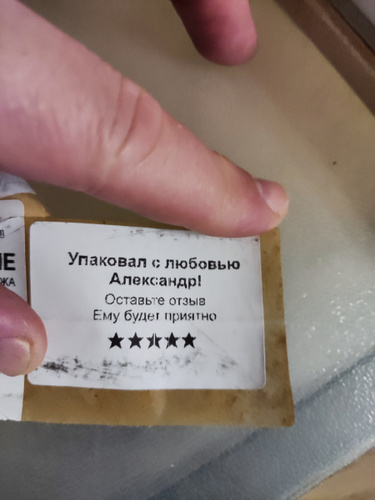 Упаковал с любовью
Александр!
Оставьте отзыв
Ему будет приятно